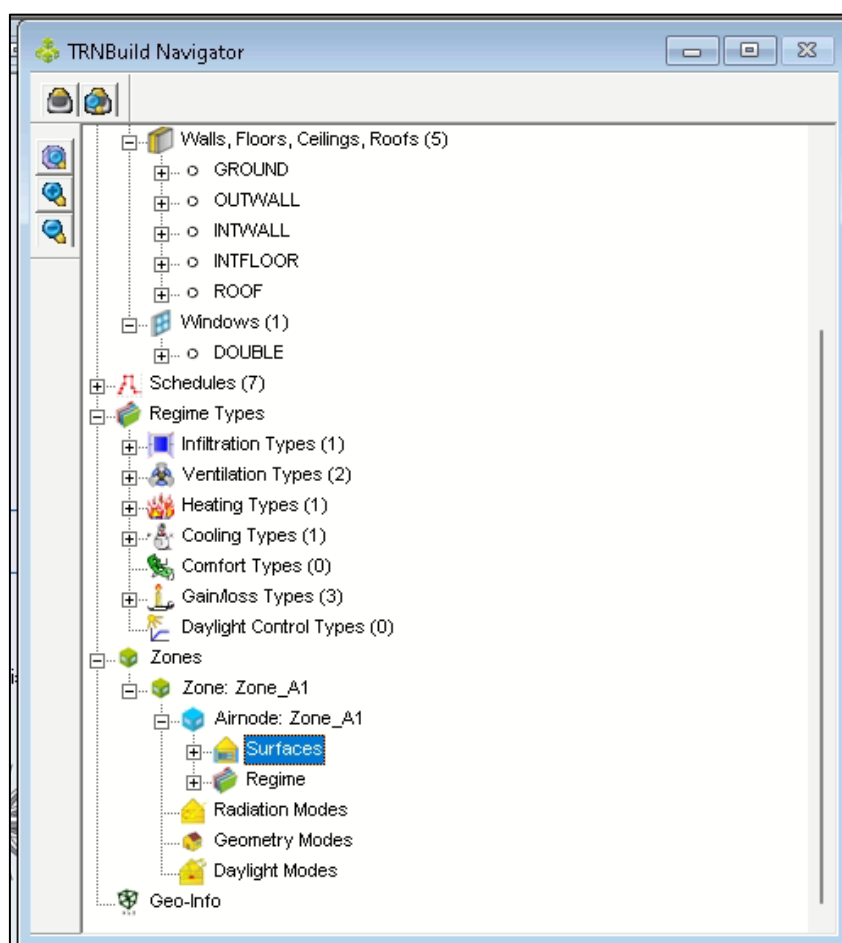 TRNBuild Navigator
Walls, Floors, Ceilings, Roofs (5)
GROUND
OUTWALL
INTWALL
INTFLOOR
ROOF
Windows (1)
DOUBLE
Schedules (7)
Regime Types
Infiltration Types (1)
Ventilation Types (2)
Heating Types (1)
Cooling Types (1)
Comfort Types (0)
Gain/loss Types (3)
Daylight Control Types (0)
Zones
Zone: Zone_A1
Airnode: Zone_A1
Surfaces
Regime
Radiation Modes
Geometry Modes
Daylight Modes
Geo-Info